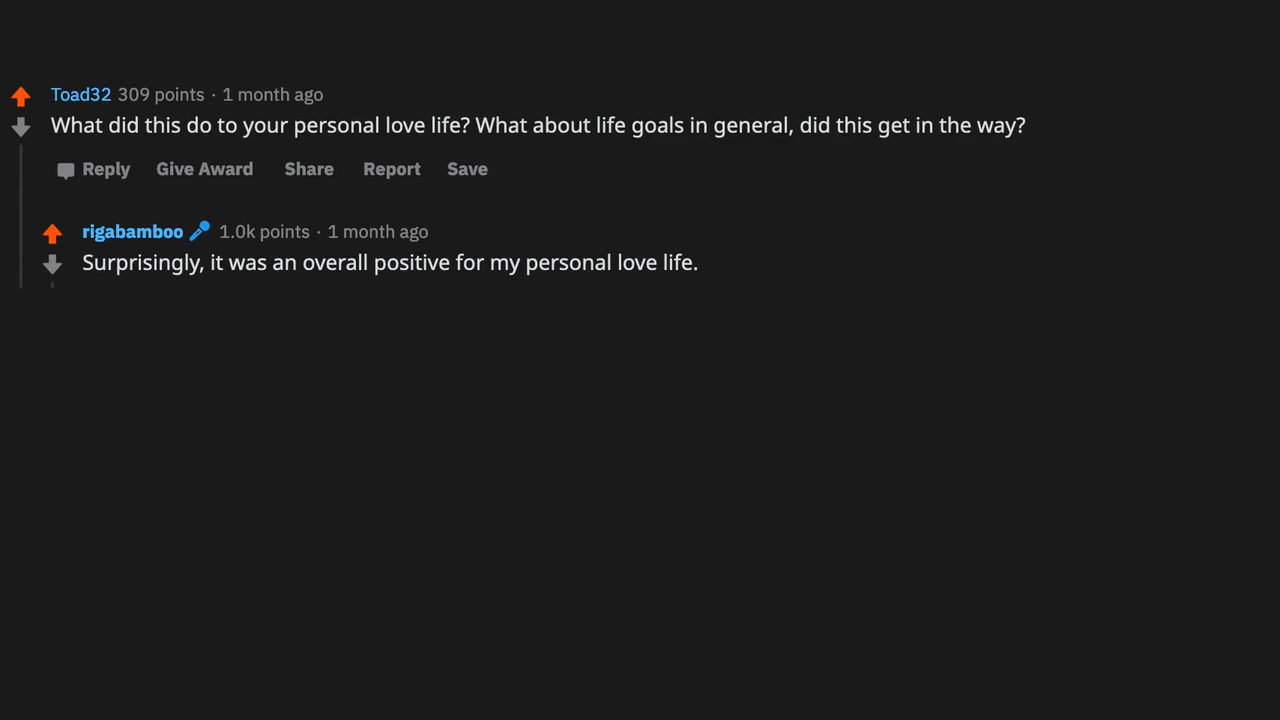 Toad32 309 points · 1 month ago
What did this do to your personal love life? What about life goals in general, did this get in the way?
Reply Give Award Share Report Save
rigabamboo 1.0k points · 1 month ago
Surprisingly, it was an overall positive for my personal love life.